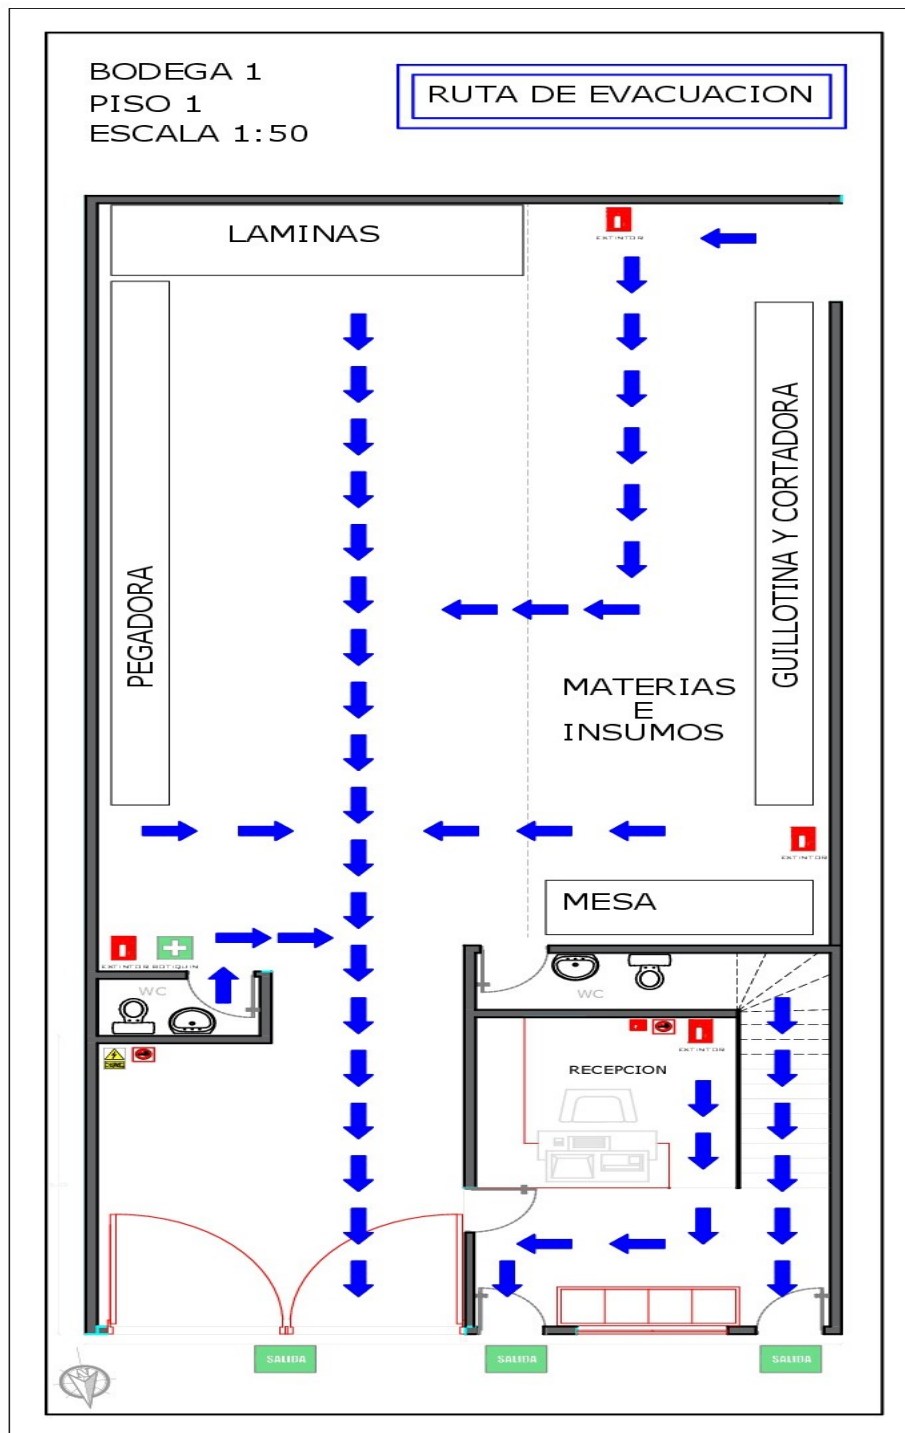 BODEGA 1
PISO 1
ESCALA 1:50
RUTA DE EVACUACION
LAMINAS
EXTINTOR
PEGADORA
GUILLOTINA Y CORTADORA
MATERIAS
E
INSUMOS
EXTINTOR
MESA
EXTINTOR BOTIQUIN
WC
WC
EXTINTOR
RECEPCION
SALIDA
SALIDA
SALIDA